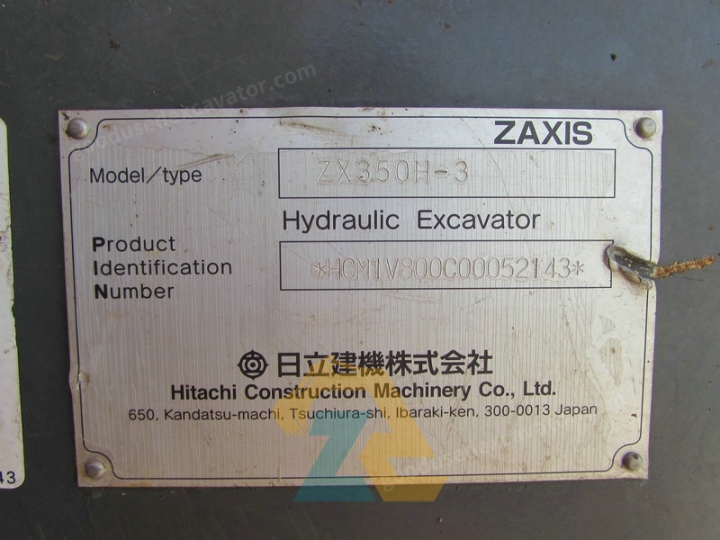 ZAXIS
Model/type ZX350H-3
Hydraulic Excavator
Product
Identification
Number
*HCM1V800C00052143*
日立建機株式会社
Hitachi Construction Machinery Co., Ltd.
650, Kandatsu-machi, Tsuchiura-shi, Ibaraki-ken, 300-0013 Japan
43